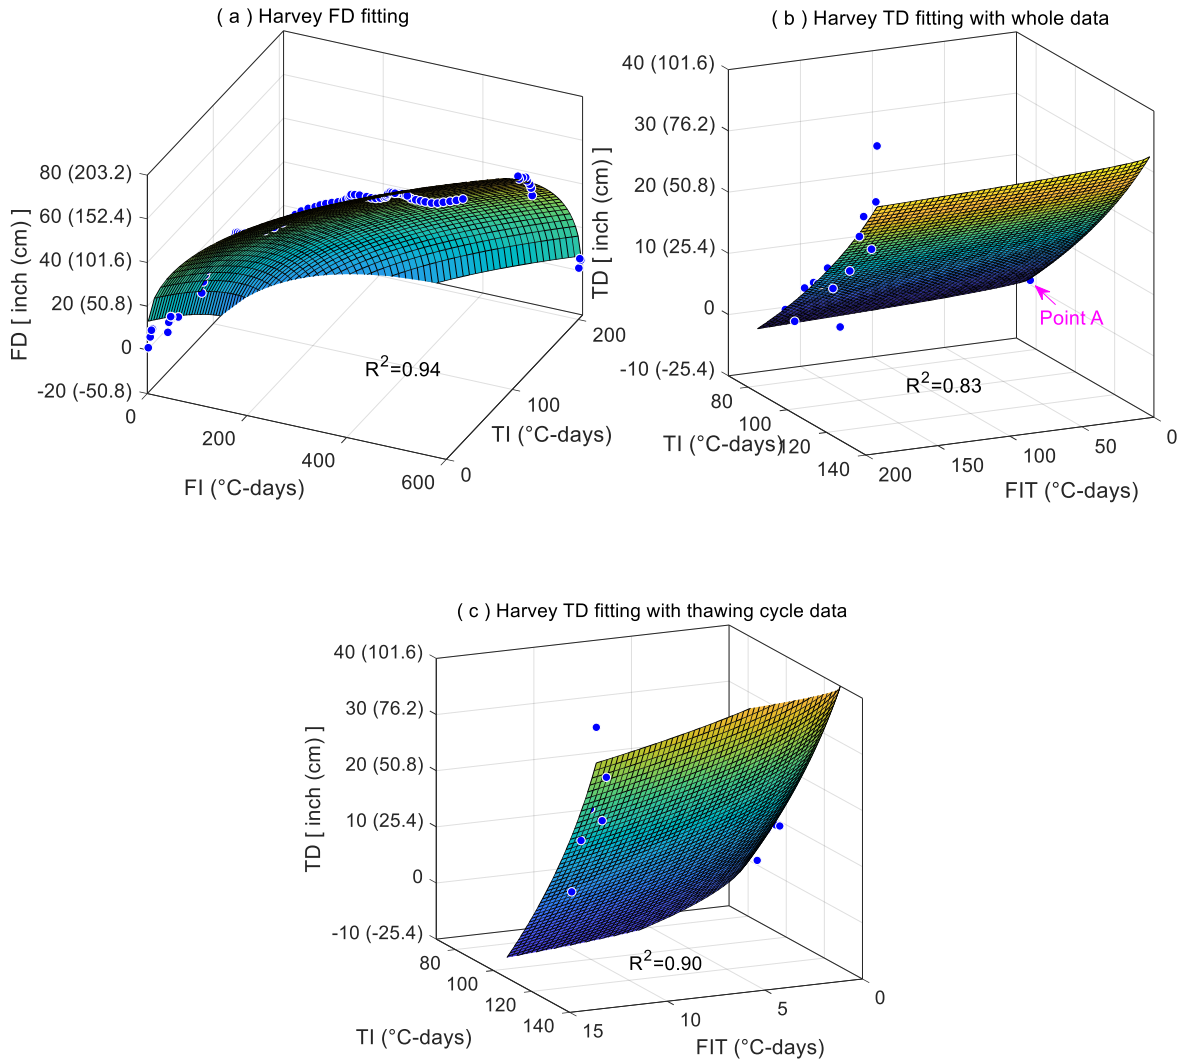 ( a ) Harvey FD fitting
80 (203.2)
60 (152.4)
40 (101.6)
20 (50.8)
0
-20 (-50.8)
FD [ inch (cm) ]
0
200
400
600
FI (°C-days)
0
100
200
TI (°C-days)
R2=0.94
( b ) Harvey TD fitting with whole data
40 (101.6)
30 (76.2)
20 (50.8)
10 (25.4)
0
-10 (-25.4)
TD [ inch (cm) ]
80
100
120
140
TI (°C-days)
200
150
100
50
0
FIT (°C-days)
R2=0.83
Point A
( c ) Harvey TD fitting with thawing cycle data
40 (101.6)
30 (76.2)
20 (50.8)
10 (25.4)
0
-10 (-25.4)
TD [ inch (cm) ]
80
100
120
140
TI (°C-days)
15
10
5
0
FIT (°C-days)
R2=0.90